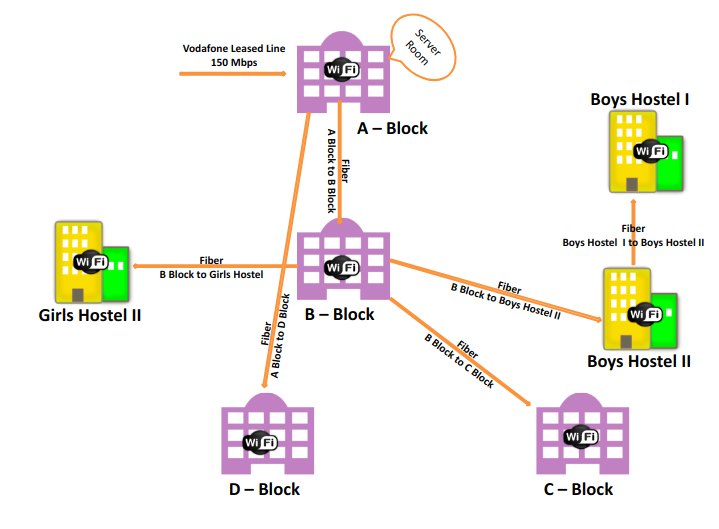 Vodafone Leased Line
150 Mbps
Server
Room
Wi Fi
A – Block
Fiber
A Block to B Block
Boys Hostel I
Wi Fi
Fiber
Boys Hostel I to Boys Hostel II
Wi Fi
Girls Hostel II
Fiber
B Block to Girls Hostel
Wi Fi
B – Block
Fiber
B Block to Boys Hostel II
Wi Fi
Boys Hostel II
Fiber
A Block to D Block
Fiber
B Block to C Block
Wi Fi
D – Block
Wi Fi
C – Block